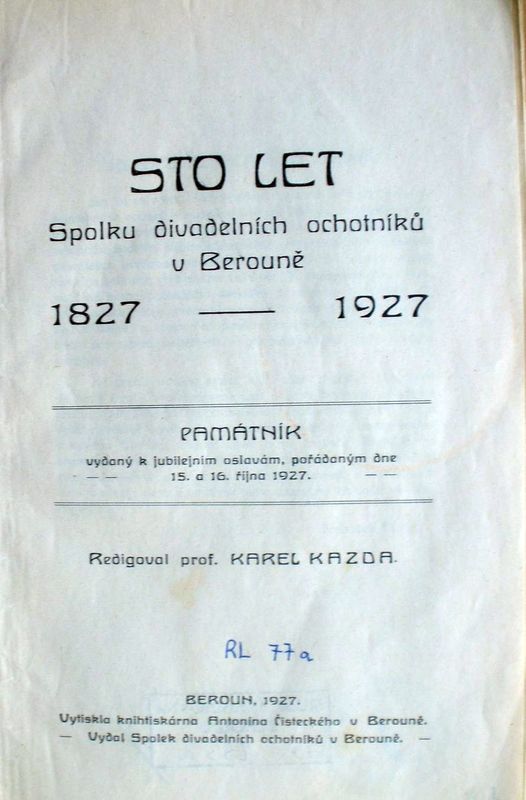 STO LET
Spolku divadelních ochotníků
v Berouně
1827 — 1927
PAMÁTNÍK
vydaný k jubilejním oslavám, pořádaným dne
— — 15. a 16. října 1927. — —
Redigoval prof. KAREL KAZDA.
RL 77a
BEROUN, 1927.
Vytiskla knihtiskárna Antonína Čisteckého v Berouně.
— Vydal Spolek divadelních ochotníků v Berouně. —